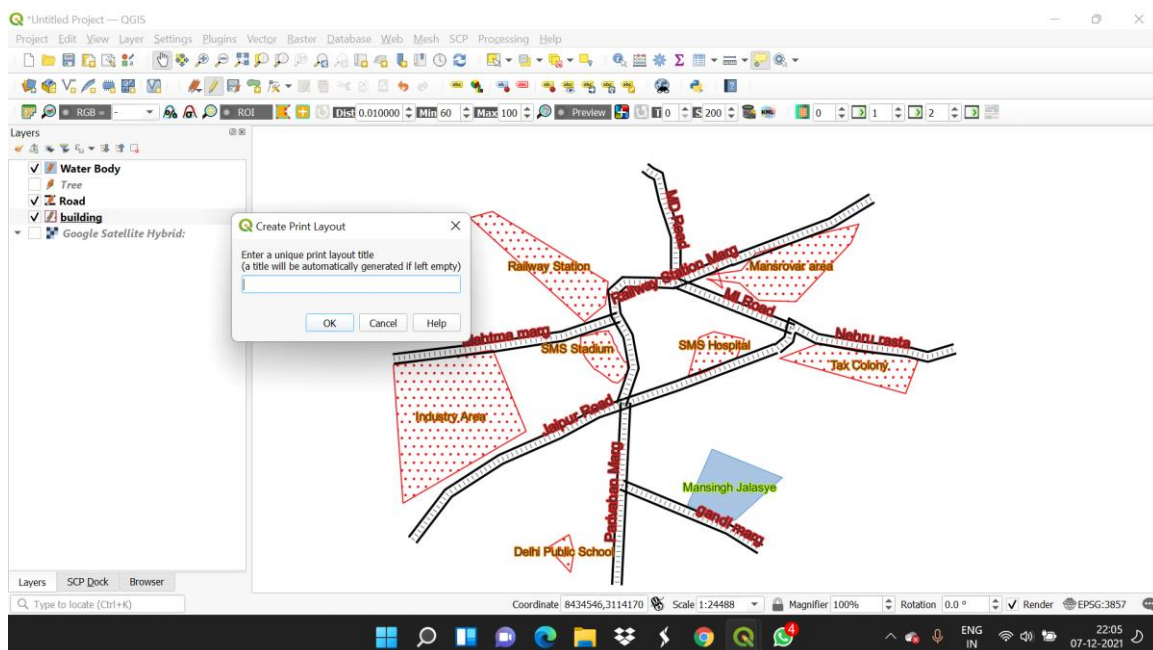 *Untitled Project — QGIS
Project Edit View Layer Settings Plugins Vector Raster Database Web Mesh SCP Processing Help
RGB = - ROI Dist 0.010000 Min 60 Max 100 Preview T 0 S 200 0 1 2
Layers
Water Body
Tree
Road
building
Google Satellite Hybrid:
Create Print Layout
Enter a unique print layout title
(a title will be automatically generated if left empty)
OK Cancel Help
MD Road
Railway Station
Railway Station Marg
Mansrovar area
MI Road
Nehru rasta
SMS Stadium
SMS Hospital
Tax Colony
Industry Area
Jaipur Road
Mansingh Jalasye
gandi marg
Delhi Public School
Layers SCP Dock Browser
Type to locate (Ctrl+K)
Coordinate 8434546,3114170 Scale 1:24488 Magnifier 100% Rotation 0.0 ° Render EPSG:3857
4
ENG
IN
22:05
07-12-2021